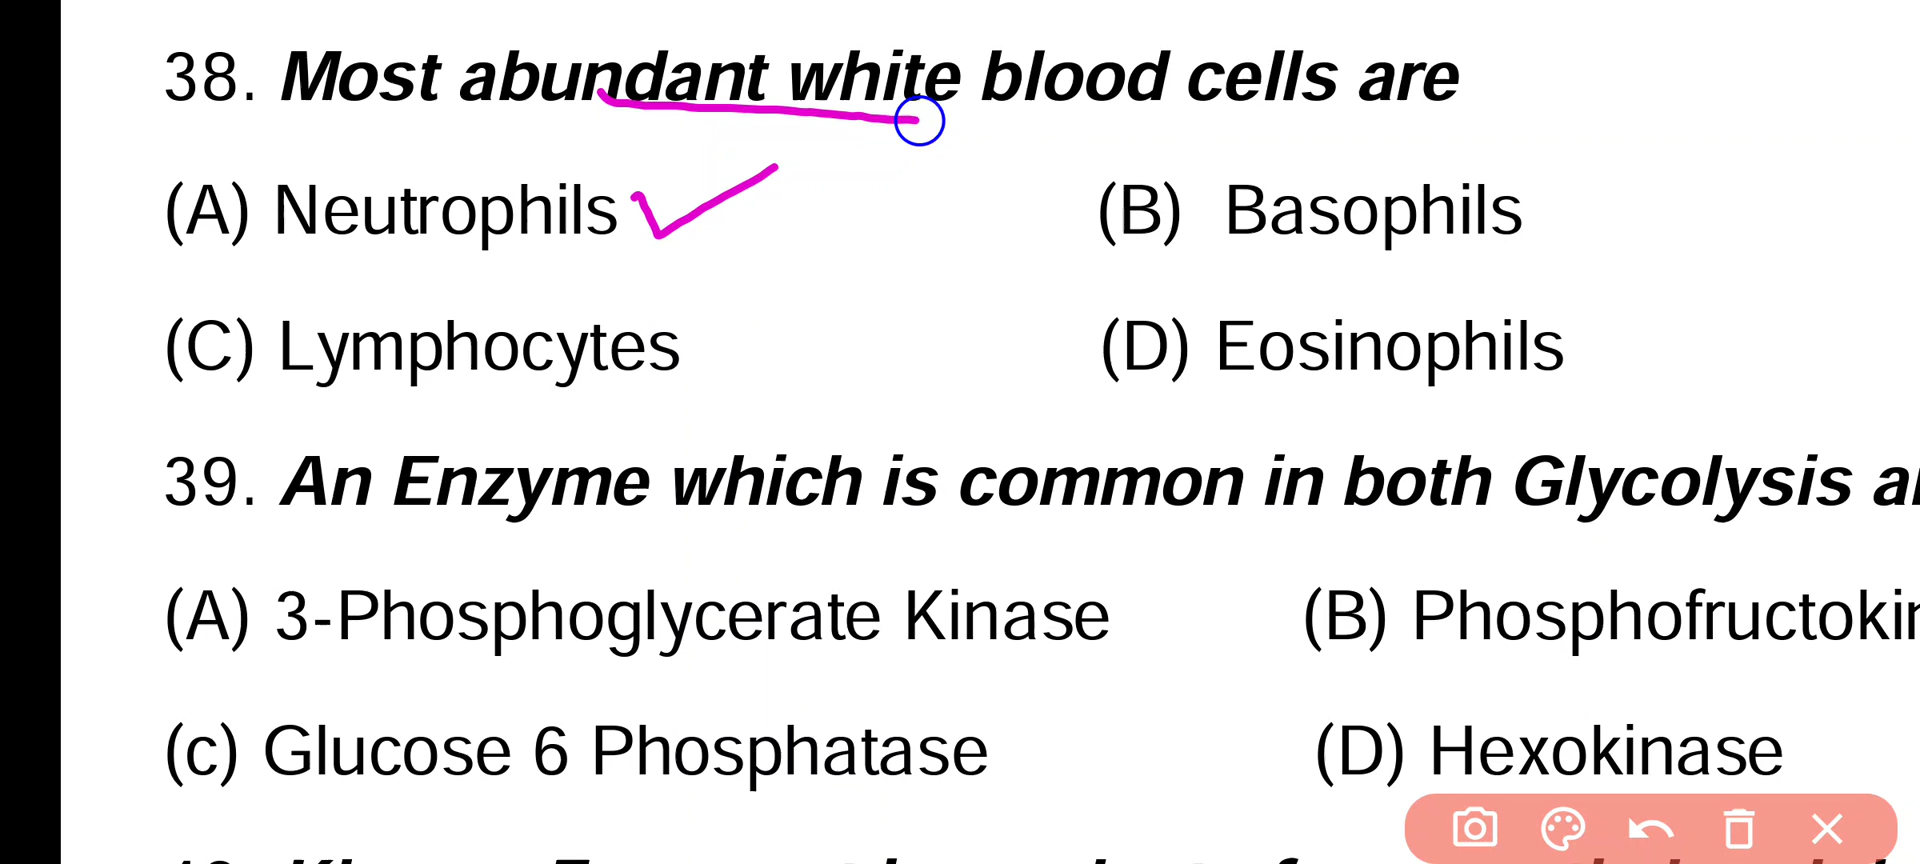 38. Most abundant white blood cells are
(A) Neutrophils (B) Basophils
(C) Lymphocytes (D) Eosinophils
39. An Enzyme which is common in both Glycolysis
(A) 3-Phosphoglycerate Kinase (B) Phosphofructokin
(c) Glucose 6 Phosphatase (D) Hexokinase